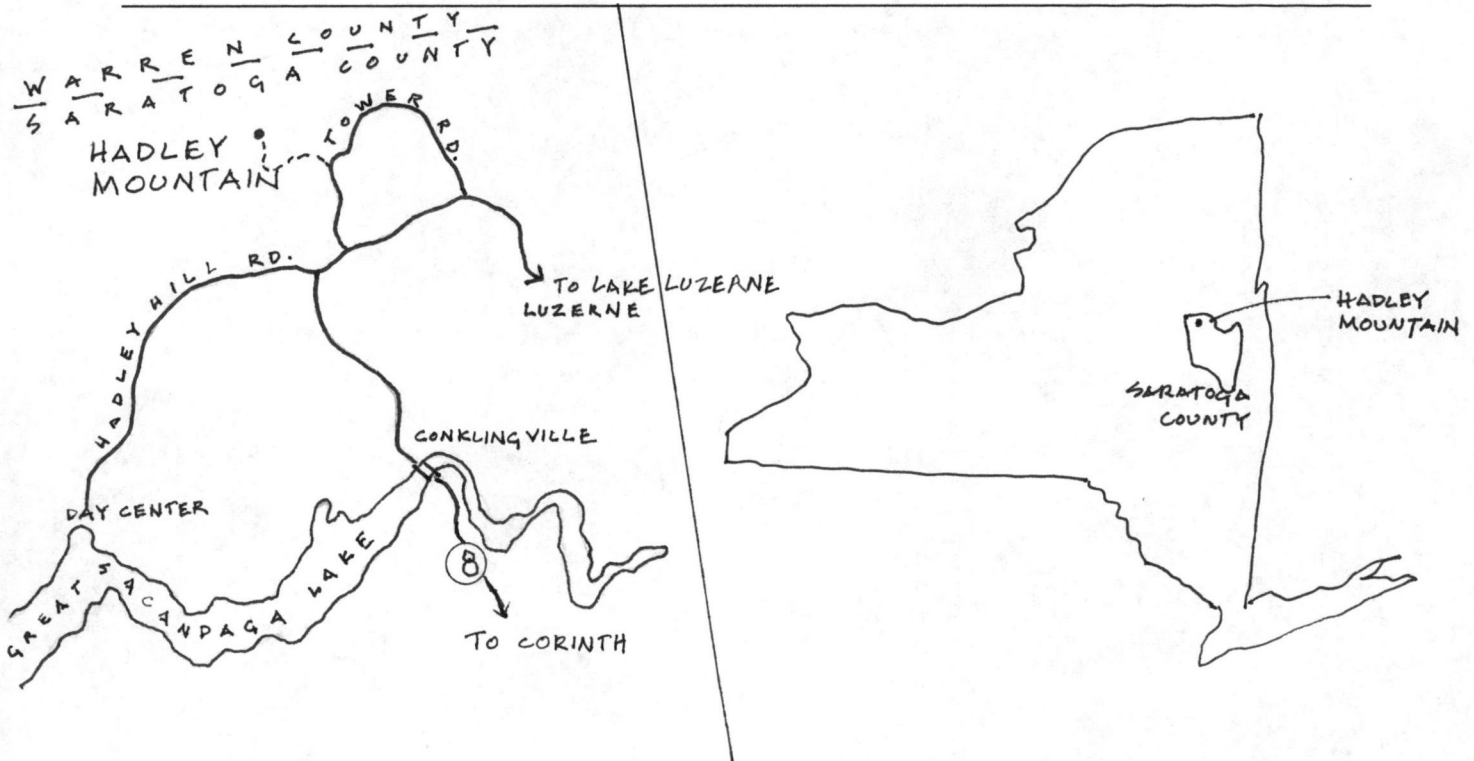 WARREN COUNTY
SARATOGA COUNTY
HADLEY
MOUNTAIN
TOWER RD.
HADLEY HILL RD.
TO LAKE LUZERNE
LUZERNE
CONKLINGVILLE
DAY CENTER
GREAT SACANDAGA LAKE
8
TO CORINTH
HADLEY
MOUNTAIN
SARATOGA
COUNTY